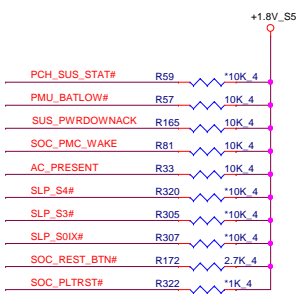 +1.8V_S5
PCH_SUS_STAT# R59 *10K_4
PMU_BATLOW# R57 10K_4
SUS_PWRDOWNACK R165 10K_4
SOC_PMC_WAKE R81 10K_4
AC_PRESENT R33 10K_4
SLP_S4# R320 *10K_4
SLP_S3# R305 *10K_4
SLP_S0IX# R307 *10K_4
SOC_REST_BTN# R172 2.7K_4
SOC_PLTRST# R322 *1K_4